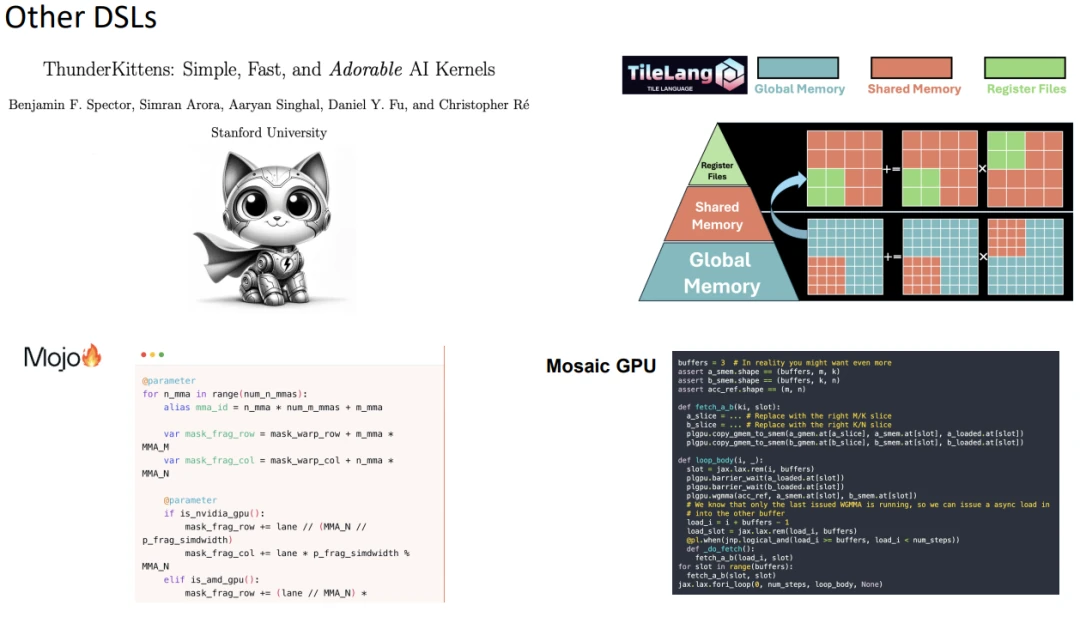 Other DSLs
ThunderKittens: Simple, Fast, and Adorable AI Kernels
Benjamin F. Spector, Simran Arora, Aaryan Singhal, Daniel Y. Fu, and Christopher Ré
Stanford University
TileLang
TILE LANGUAGE
Global Memory
Shared Memory
Register Files
Register
Files
Shared
Memory
Global
Memory
+=
×
+=
×
Mojo🔥
@parameter
for n_mma in range(num_n_mmas):
    alias mma_id = n_mma * num_m_mmas + m_mma
    var mask_frag_row = mask_warp_row + m_mma *
MMA_M
    var mask_frag_col = mask_warp_col + n_mma *
MMA_N
    @parameter
    if is_nvidia_gpu():
        mask_frag_row += lane // (MMA_N //
p_frag_simdwidth)
        mask_frag_col += lane * p_frag_simdwidth %
MMA_N
    elif is_amd_gpu():
        mask_frag_row += (lane // MMA_N) *
Mosaic GPU
buffers = 3  # In reality you might want even more
assert a_smem.shape == (buffers, m, k)
assert b_smem.shape == (buffers, k, n)
assert acc_ref.shape == (m, n)
def fetch_a_b(ki, slot):
  a_slice = ... # Replace with the right M/K slice
  b_slice = ... # Replace with the right K/N slice
  plgpu.copy_gmem_to_smem(a_gmem.at[a_slice], a_smem.at[slot], a_loaded.at[slot])
  plgpu.copy_gmem_to_smem(b_gmem.at[b_slice], b_smem.at[slot], b_loaded.at[slot])
def loop_body(i, _):
  slot = jax.lax.rem(i, buffers)
  plgpu.barrier_wait(a_loaded.at[slot])
  plgpu.barrier_wait(b_loaded.at[slot])
  plgpu.wgmma(acc_ref, a_smem.at[slot], b_smem.at[slot])
  # We know that only the last issued WGMMA is running, so we can issue a async load in
  # into the other buffer
  load_i = i + buffers - 1
  load_slot = jax.lax.rem(load_i, buffers)
  @pl.when(jnp.logical_and(load_i >= buffers, load_i < num_steps))
  def _do_fetch():
    fetch_a_b(load_i, slot)
for slot in range(buffers):
  fetch_a_b(slot, slot)
jax.lax.fori_loop(0, num_steps, loop_body, None)